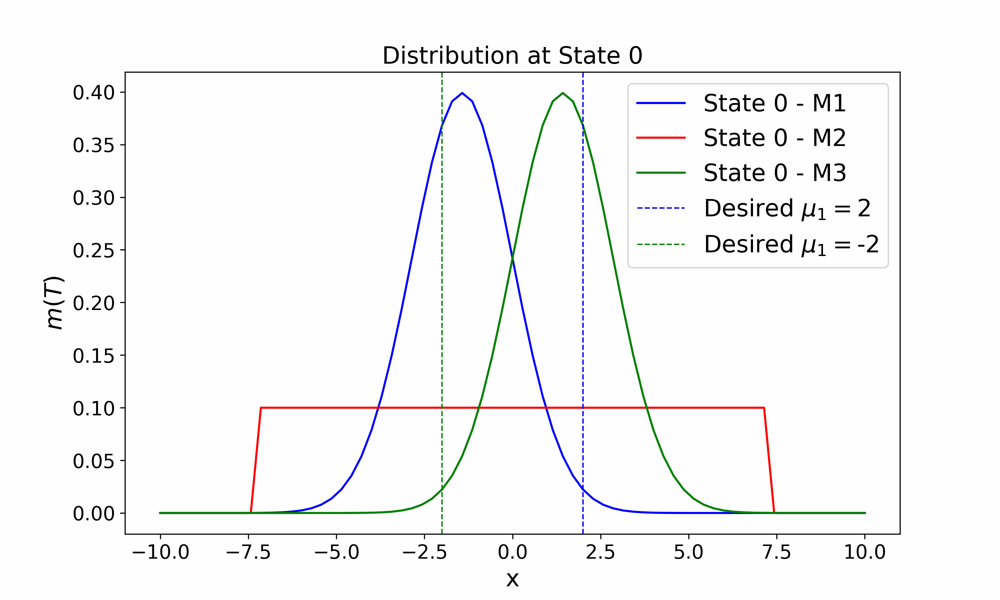 Distribution at State 0
0.40
0.35
0.30
0.25
0.20
0.15
0.10
0.05
0.00
m(T)
State 0 - M1
State 0 - M2
State 0 - M3
Desired μ₁ = 2
Desired μ₁ = -2
−10.0 −7.5 −5.0 −2.5 0.0 2.5 5.0 7.5 10.0
x